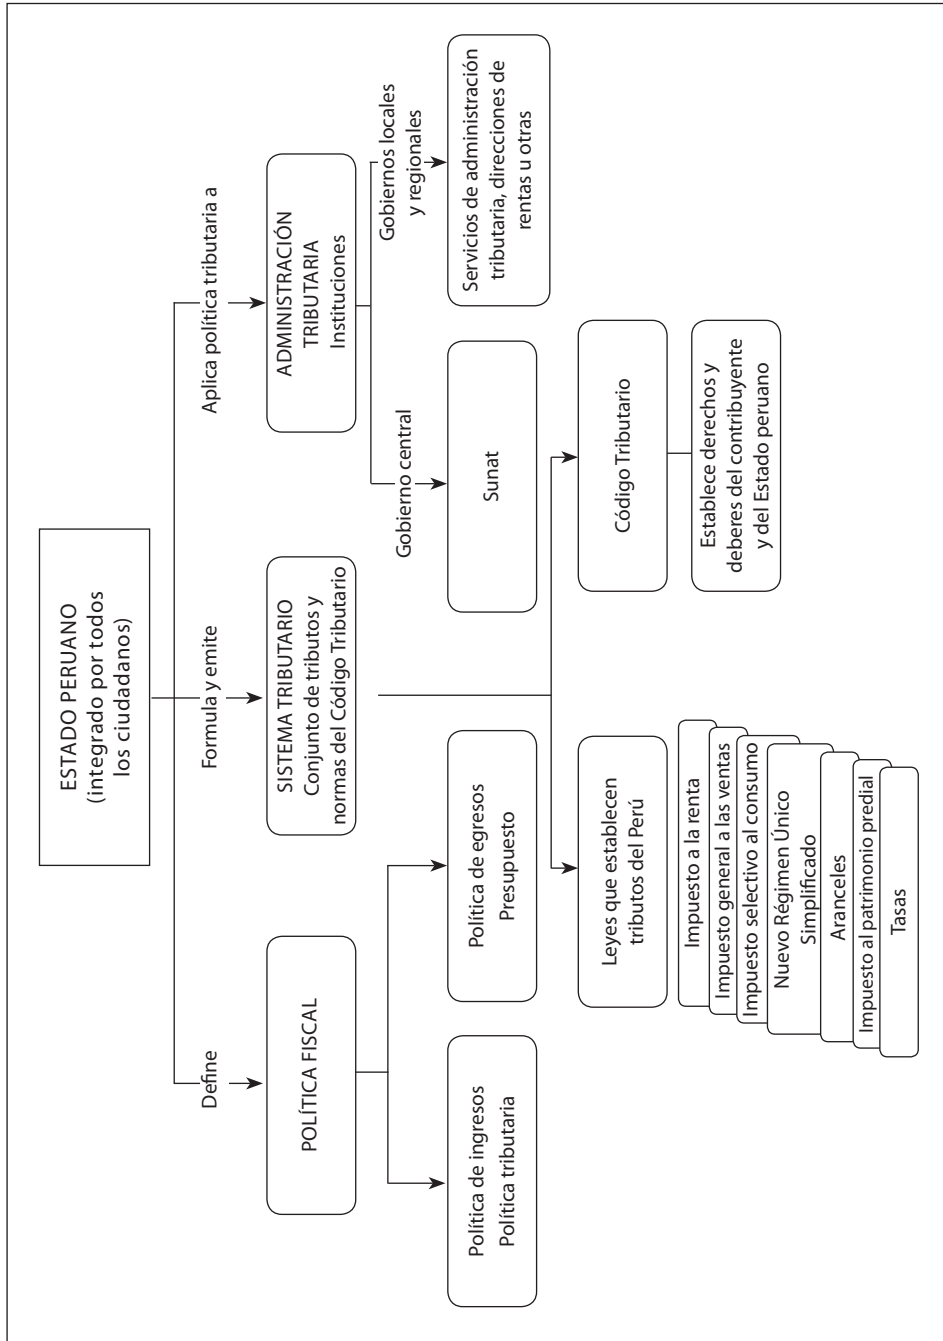 ESTADO PERUANO
(integrado por todos
los ciudadanos)
Define
Formula y emite
Aplica política tributaria a
POLÍTICA FISCAL
SISTEMA TRIBUTARIO
Conjunto de tributos y
normas del Código Tributario
ADMINISTRACIÓN
TRIBUTARIA
Instituciones
Gobierno central
Gobiernos locales
y regionales
Política de ingresos
Política tributaria
Política de egresos
Presupuesto
Sunat
Servicios de administración
tributaria, direcciones de
rentas u otras
Leyes que establecen
tributos del Perú
Código Tributario
Impuesto a la renta
Impuesto general a las ventas
Impuesto selectivo al consumo
Nuevo Régimen Único
Simplificado
Aranceles
Impuesto al patrimonio predial
Tasas
Establece derechos y
deberes del contribuyente
y del Estado peruano